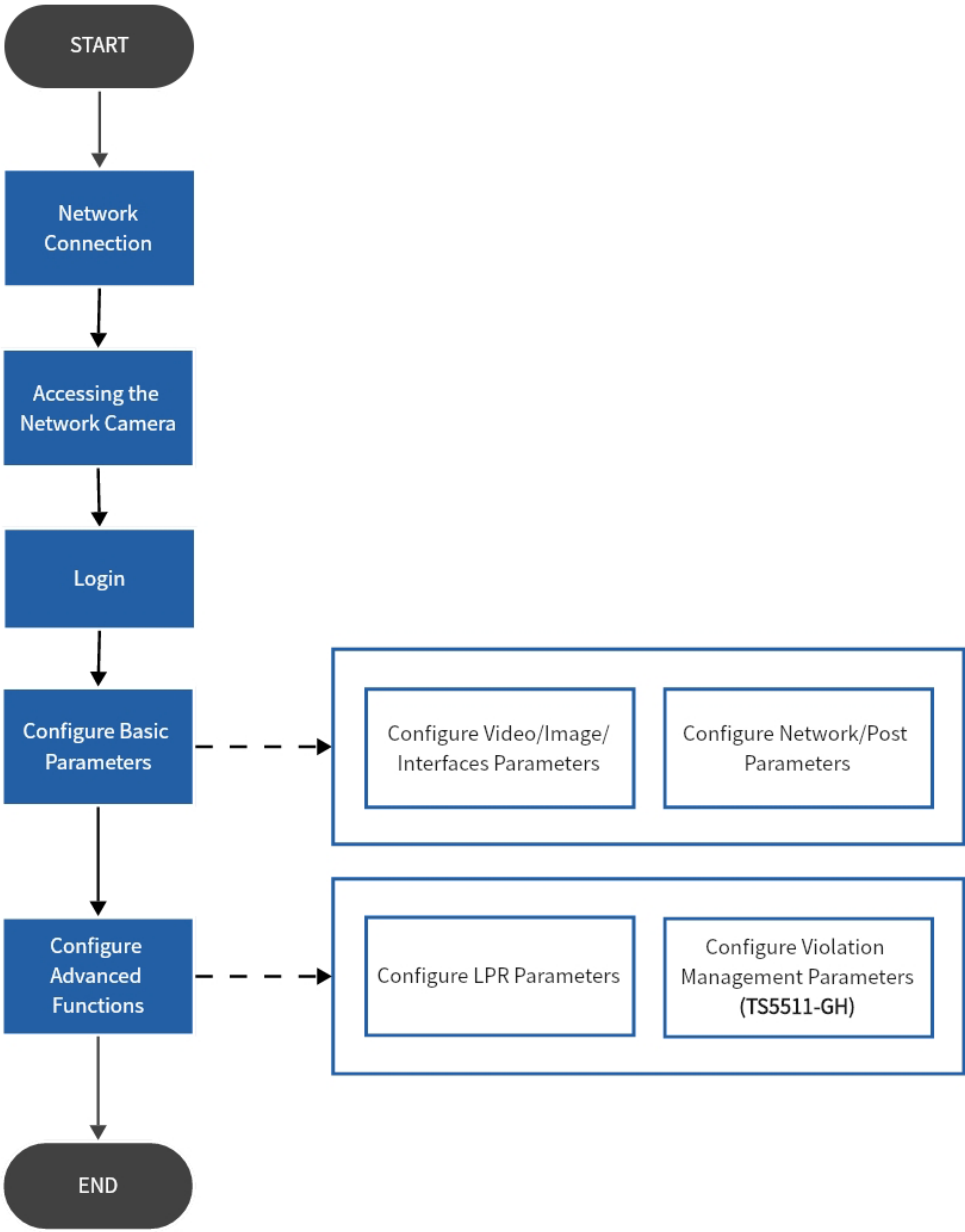 START
Network
Connection
Accessing the
Network Camera
Login
Configure Basic
Parameters
Configure Video/Image/
Interfaces Parameters
Configure Network/Post
Parameters
Configure
Advanced
Functions
Configure LPR Parameters
Configure Violation
Management Parameters
(TS5511-GH)
END